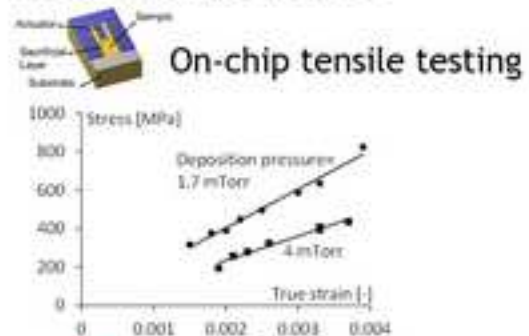 Actuator
Sample
Sacrificial
Layer
Substrate
On-chip tensile testing
1000
Stress [MPa]
800
Deposition pressure=
1.7 mTorr
600
400
4 mTorr
200
True strain [-]
0
0 0.001 0.002 0.003 0.004